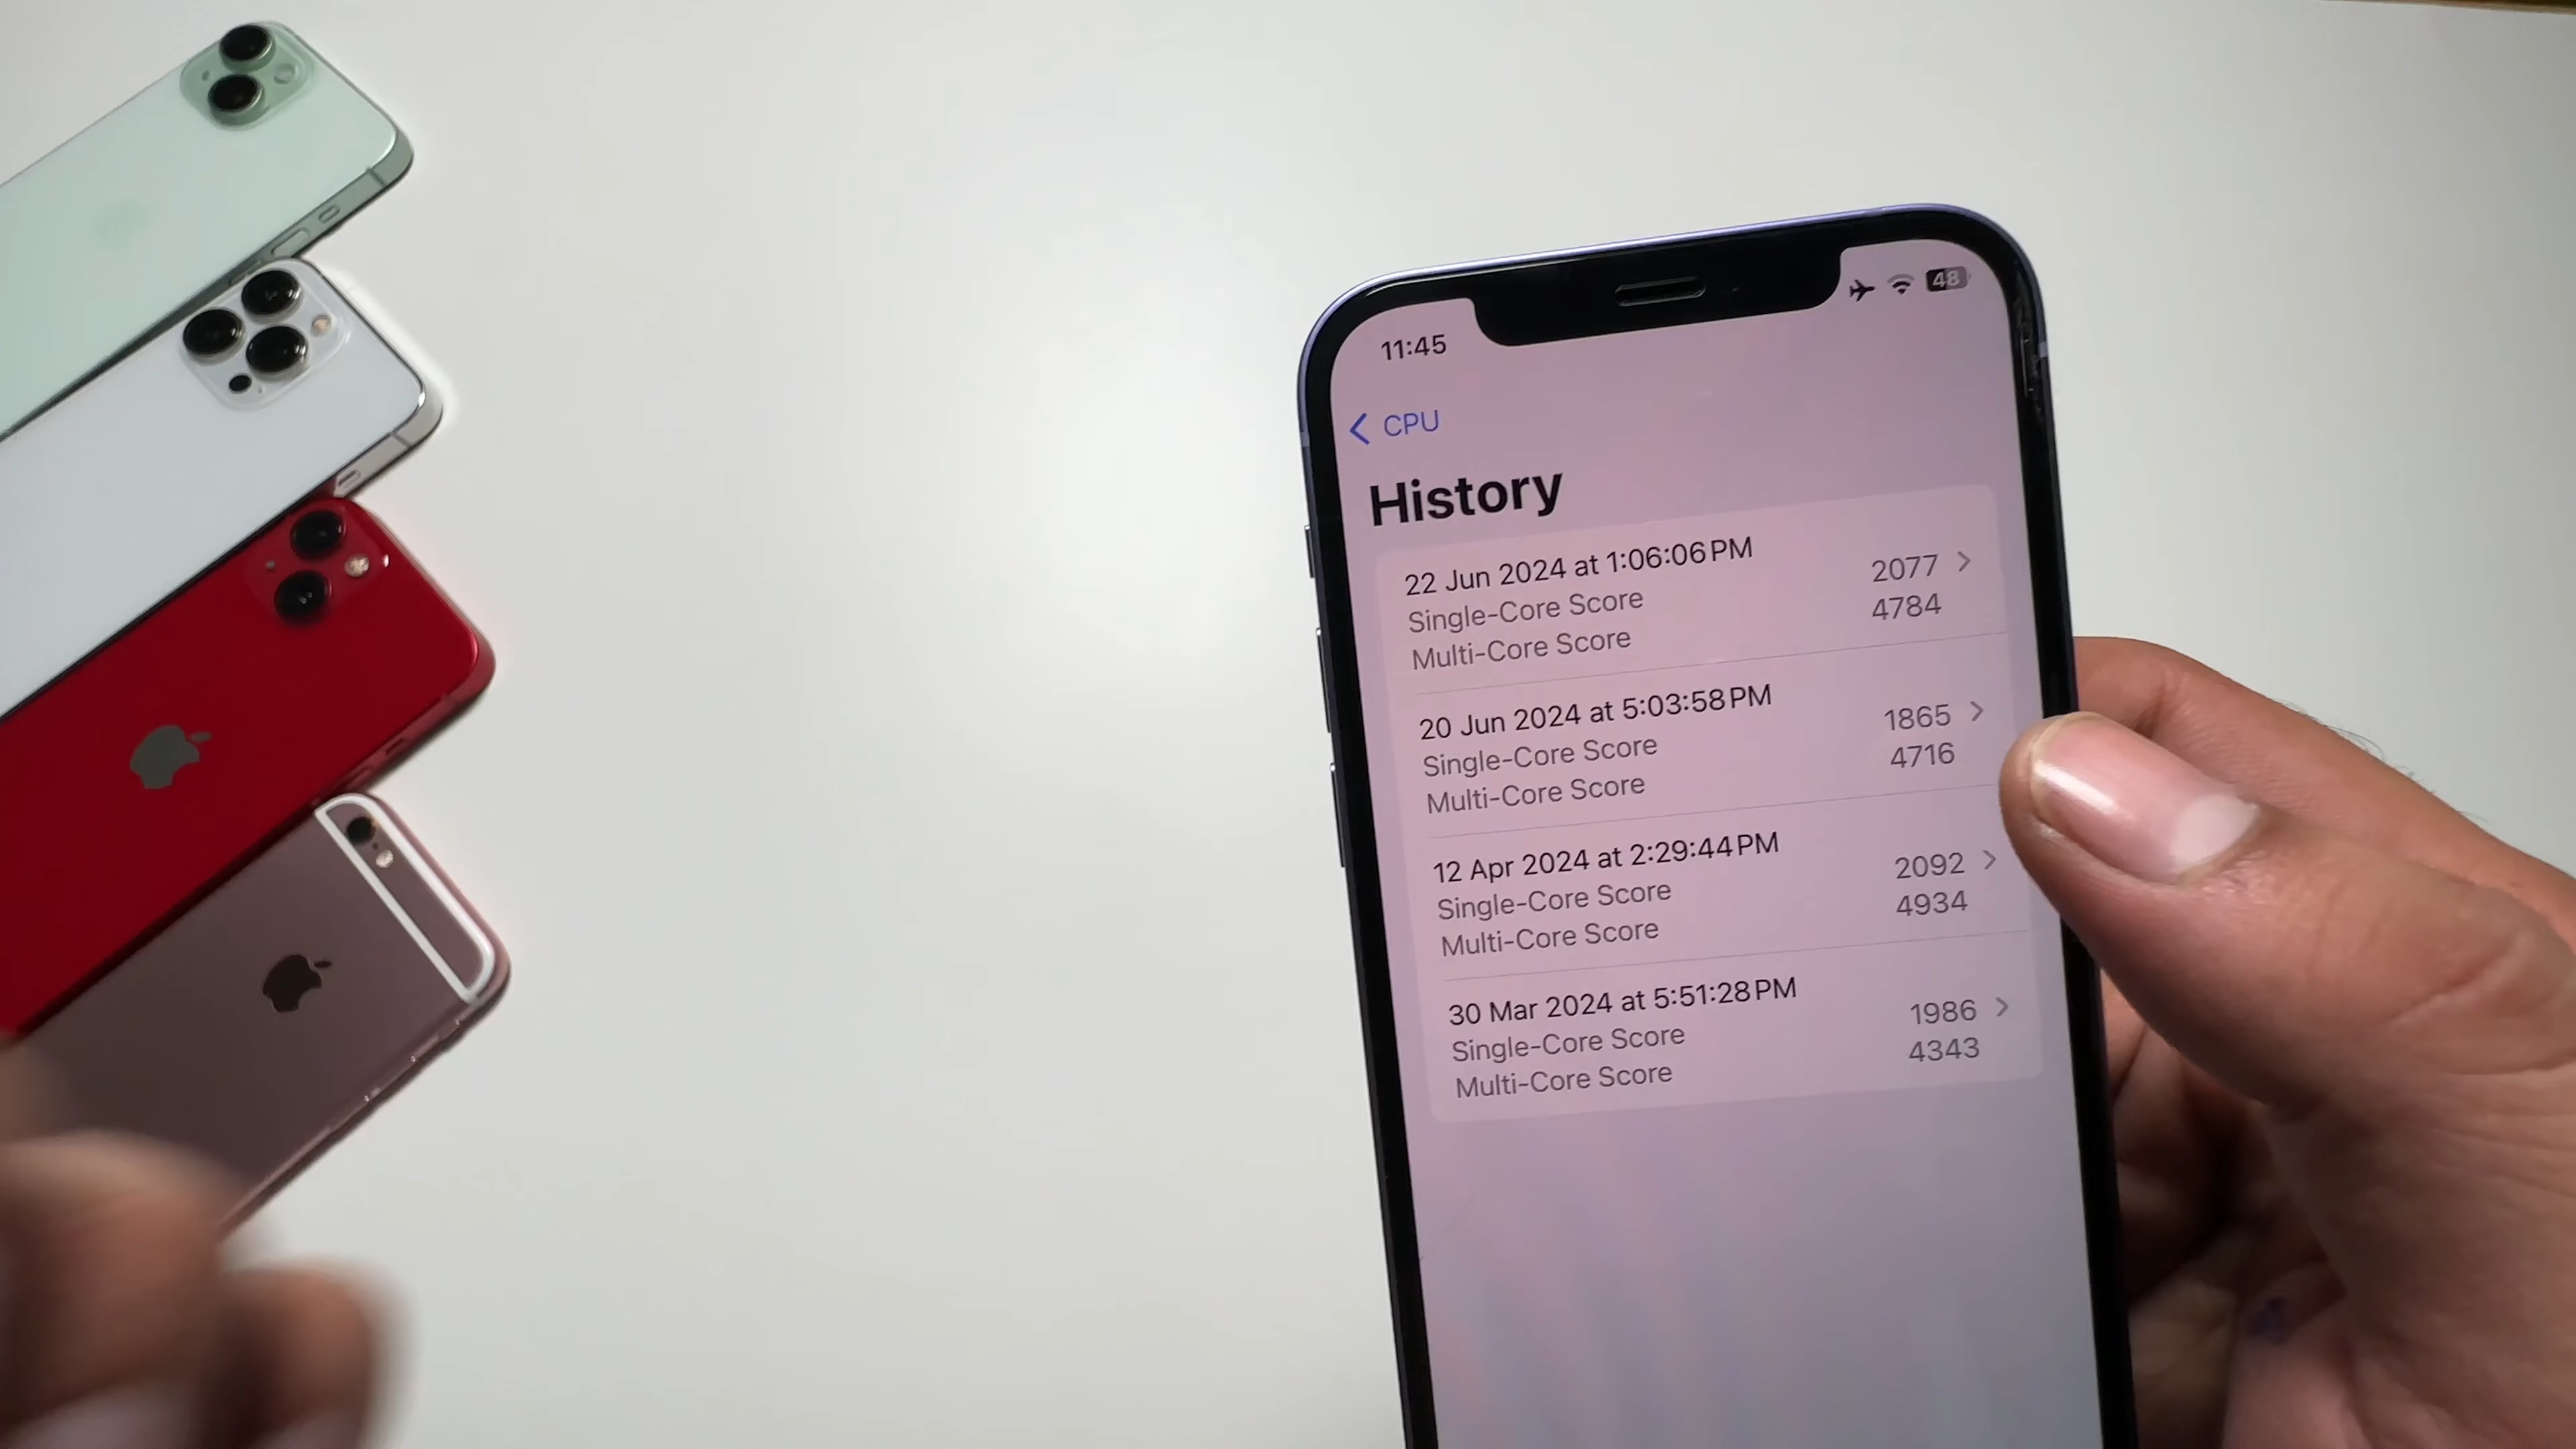 11:45
48
CPU
History
22 Jun 2024 at 1:06:06 PM
Single-Core Score 2077
Multi-Core Score 4784
20 Jun 2024 at 5:03:58 PM
Single-Core Score 1865
Multi-Core Score 4716
12 Apr 2024 at 2:29:44 PM
Single-Core Score 2092
Multi-Core Score 4934
30 Mar 2024 at 5:51:28 PM
Single-Core Score 1986
Multi-Core Score 4343